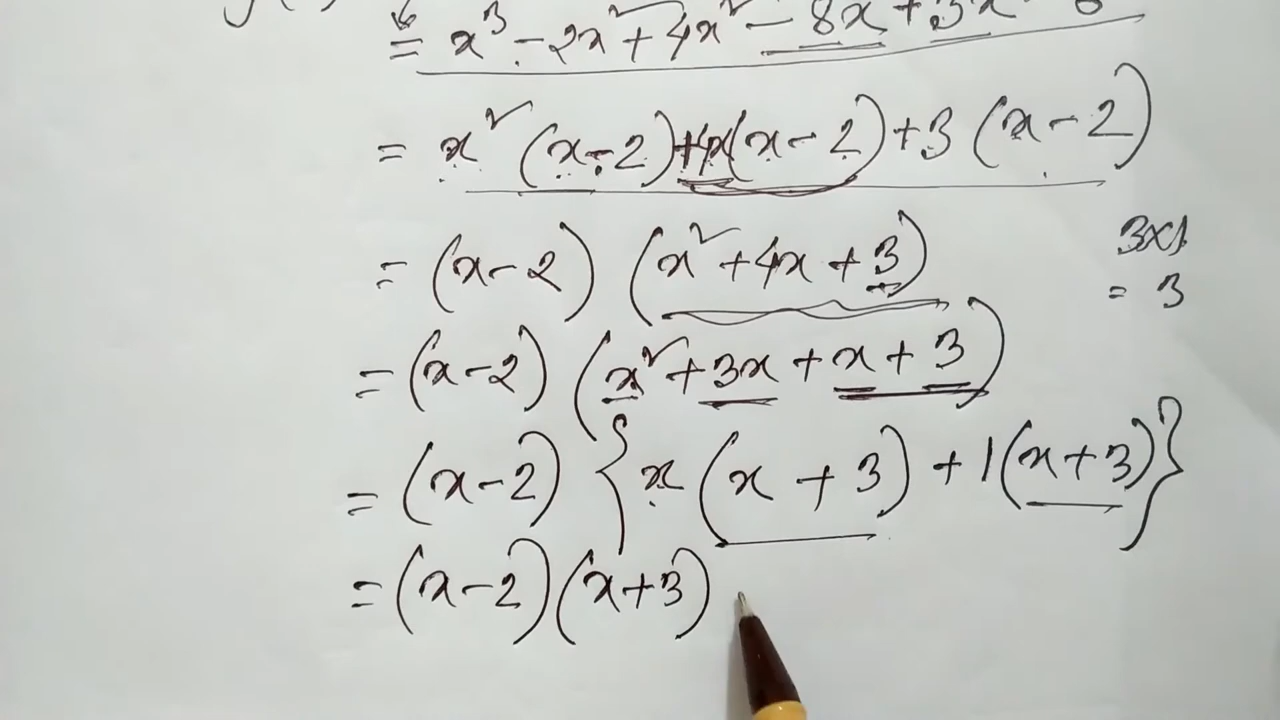 = x³ - 2x² + 4x² - 8x + 3x - 6
= x² (x-2) + 4x (x-2) + 3 (x-2)
= (x-2) (x² + 4x + 3)
3x1
= 3
= (x-2) (x² + 3x + x + 3)
= (x-2) {x (x + 3) + 1 (x+3)}
= (x-2) (x+3)